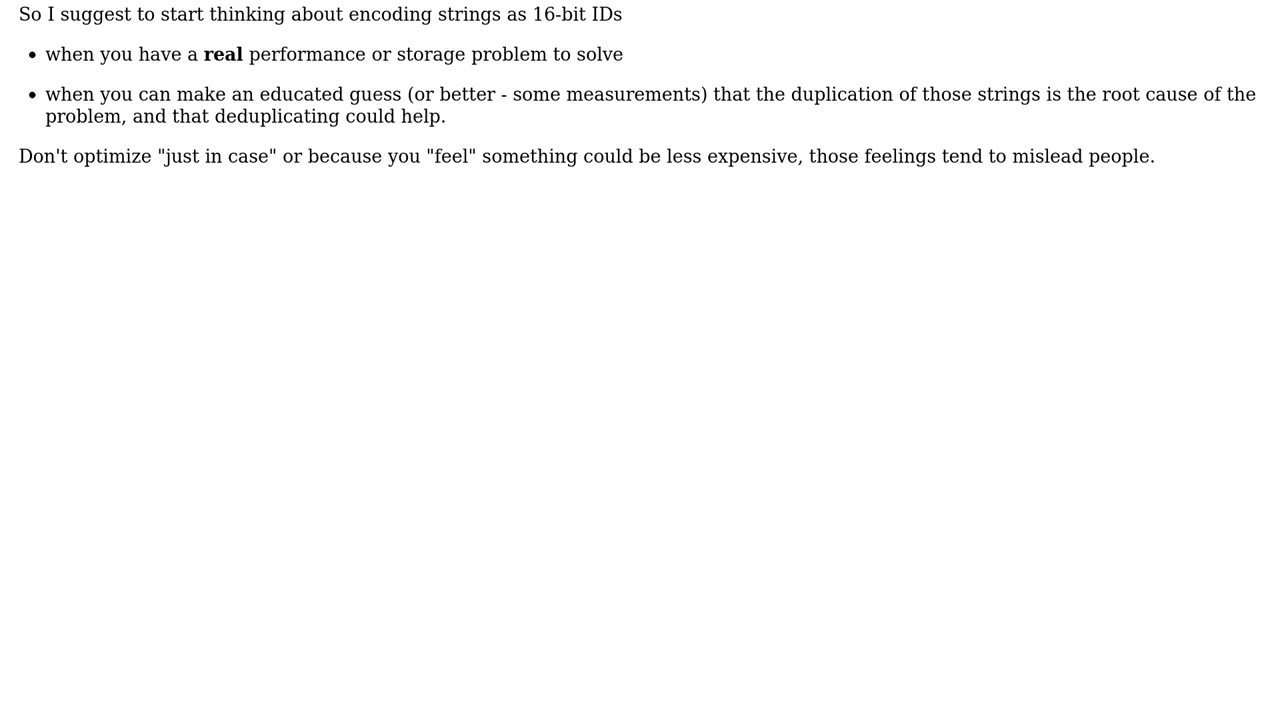 So I suggest to start thinking about encoding strings as 16-bit IDs
• when you have a real performance or storage problem to solve
• when you can make an educated guess (or better - some measurements) that the duplication of those strings is the root cause of the
problem, and that deduplicating could help.
Don't optimize "just in case" or because you "feel" something could be less expensive, those feelings tend to mislead people.